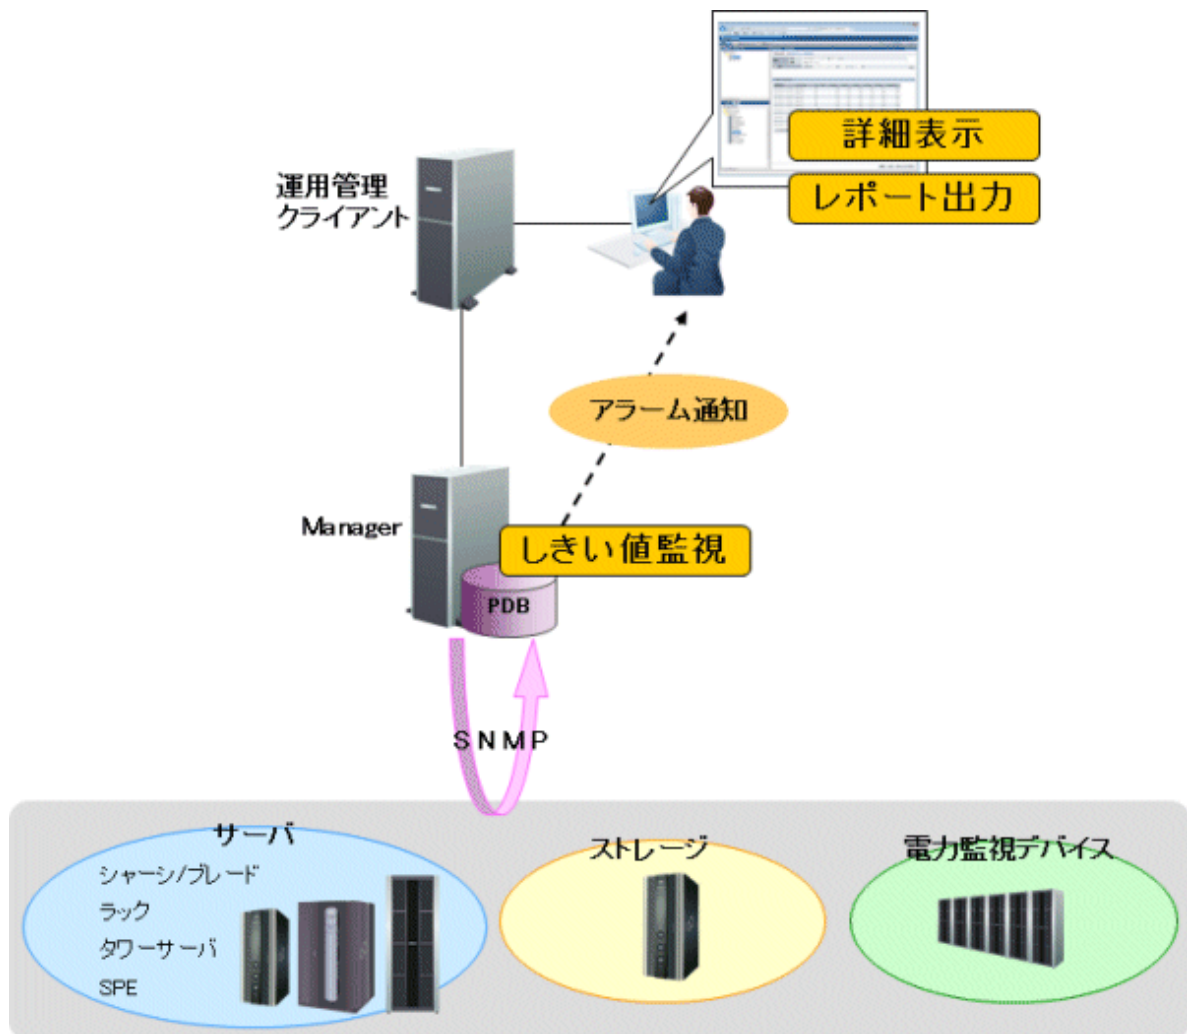 詳細表示
レポート出力
運用管理
クライアント
アラーム通知
Manager
しきい値監視
PDB
SNMP
サーバ
シャーシ/ブレード
ラック
タワーサーバ
SPE
ストレージ
電力監視デバイス